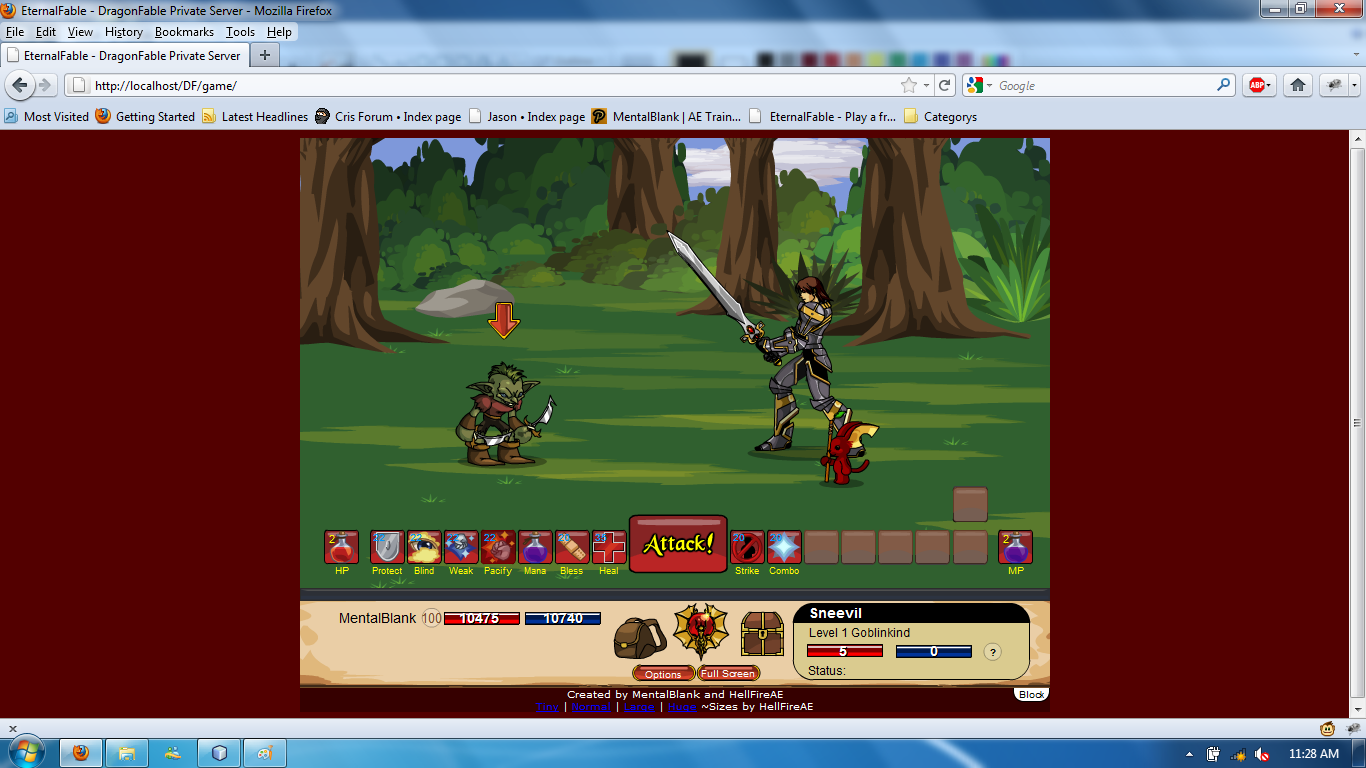 EternalFable - DragonFable Private Server - Mozilla Firefox
File Edit View History Bookmarks Tools Help
EternalFable - DragonFable Private Server +
http://localhost/DF/game/ Google ABP
Most Visited Getting Started Latest Headlines Cris Forum • Index page Jason • Index page MentalBlank | AE Train... EternalFable - Play a fr... Categorys
2 22 22 22 22 20 35 Attack! 20 20 2
HP Protect Blind Weak Pacify Mana Bless Heal Strike Combo MP
MentalBlank 100 10475 10740
Sneevil
Level 1 Goblinkind
5 0 ?
Status:
Options Full Screen
Created by MentalBlank and HellFireAE
Block
Tiny | Normal | Large | Huge ~Sizes by HellFireAE
11:28 AM